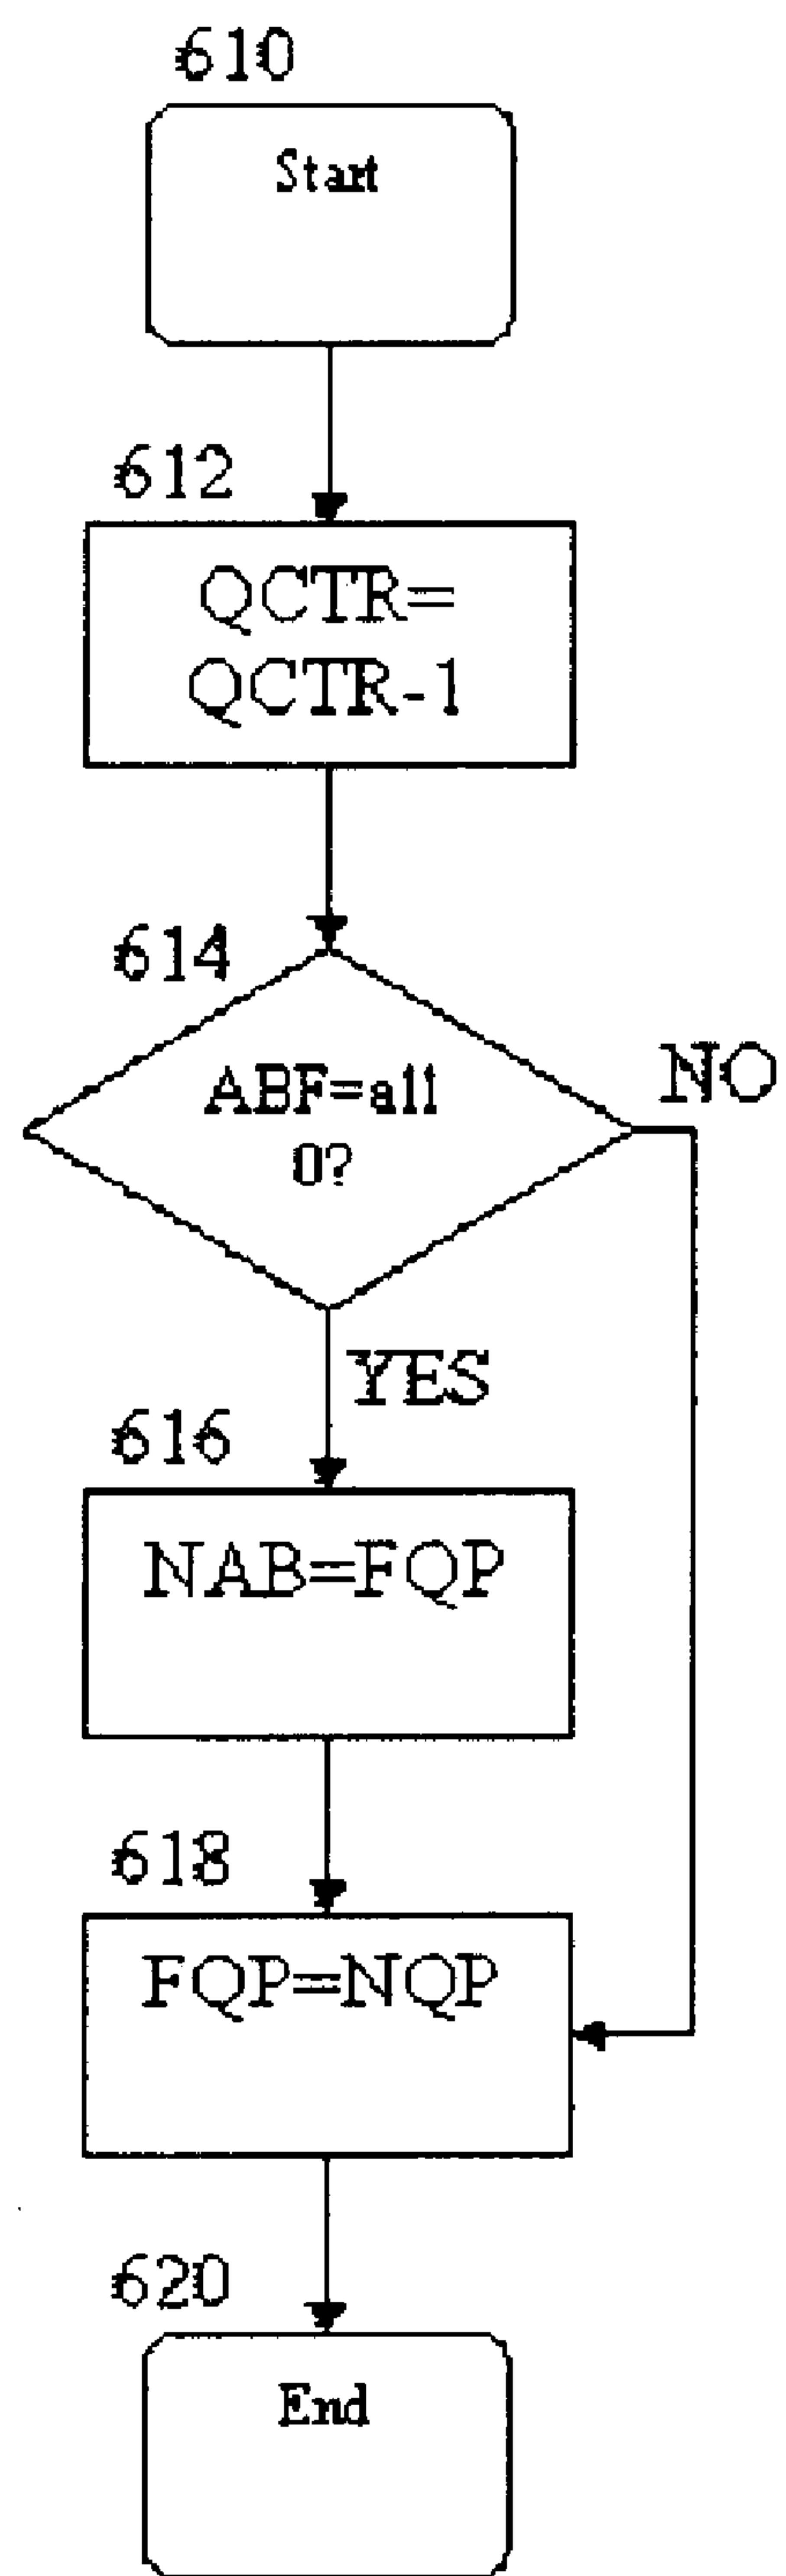 610
Start
612
QCTR=
QCTR-1
614
ABF=all
0?
NO
YES
616
NAB=FQP
618
FQP=NQP
620
End